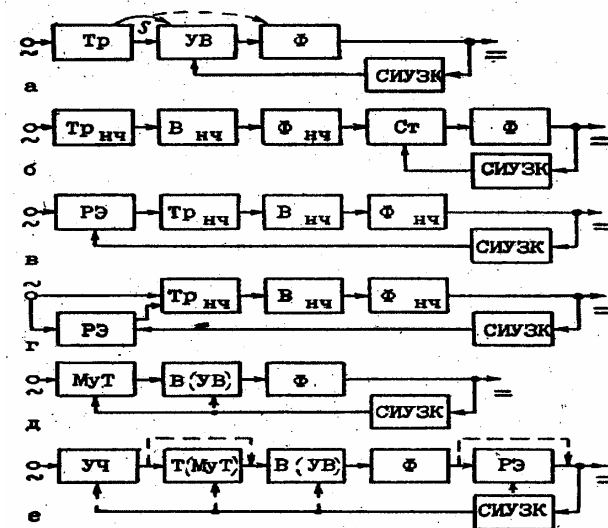 Тр S УВ Ф
СИУЗК
а
Тр нч В нч Ф нч Ст Ф
СИУЗК
б
РЭ Тр нч В нч Ф нч
СИУЗК
в
Тр нч В нч Ф нч
РЭ СИУЗК
г
МуТ В(УВ) Ф
СИУЗК
д
УЧ Т(МуТ) В(УВ) Ф РЭ
СИУЗК
е